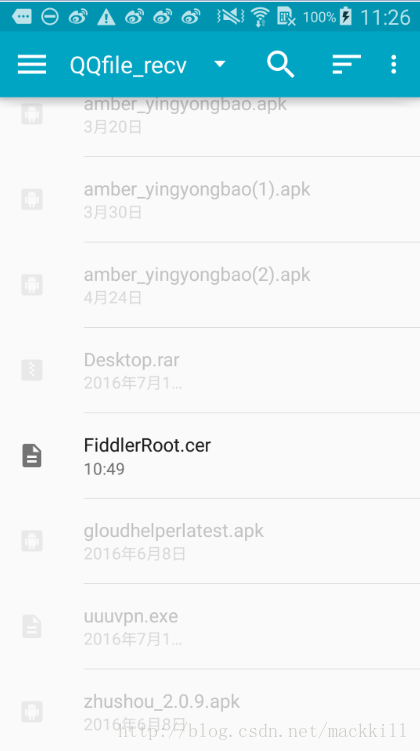 100% 11:26
QQfile_recv
amber_yingyongbao.apk
3月20日
amber_yingyongbao(1).apk
3月30日
amber_yingyongbao(2).apk
4月24日
Desktop.rar
2016年7月1...
FiddlerRoot.cer
10:49
gloudhelperlatest.apk
2016年6月8日
uuuvpn.exe
2016年7月1...
zhushou_2.0.9.apk
2016年6月8日
http://blog.csdn.net/mackkill